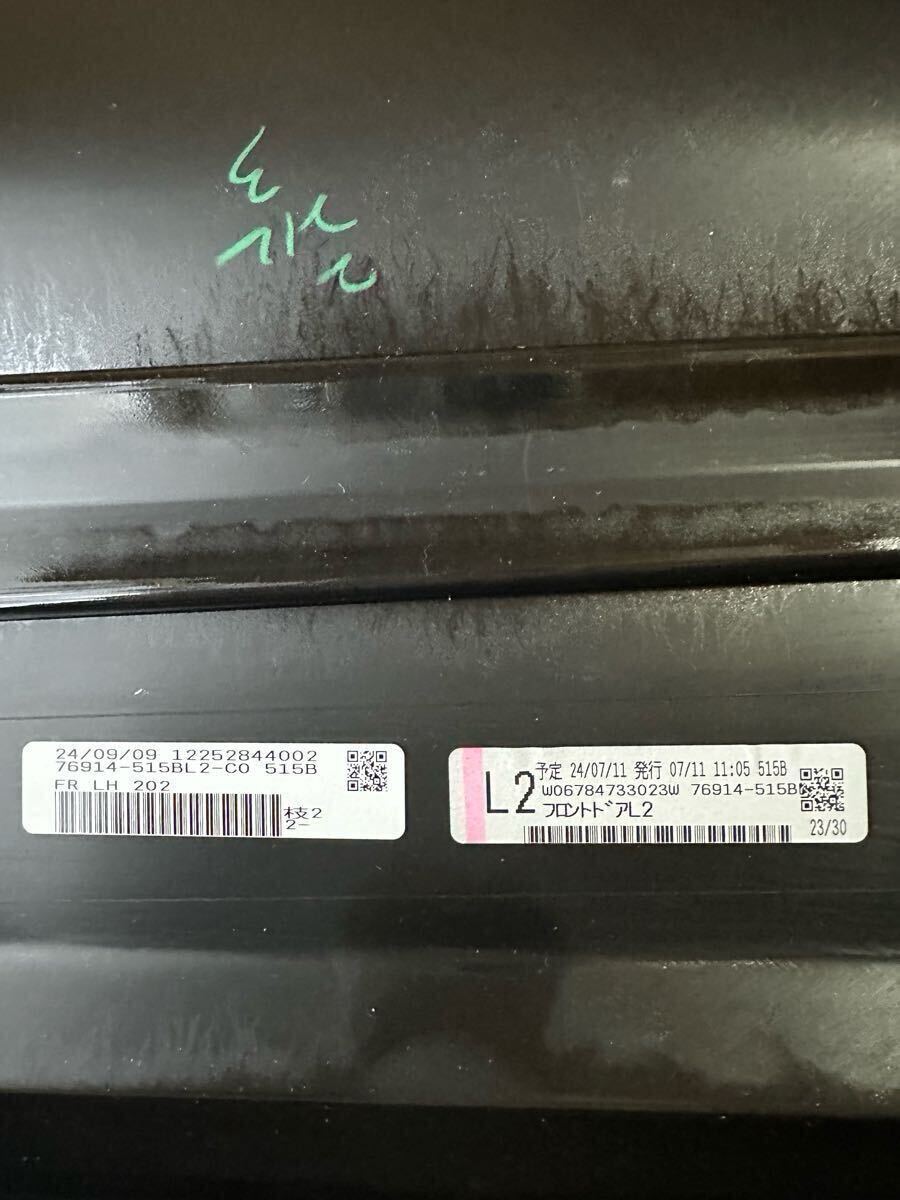 24/09/09 12252844002
76914-515BL2-C0 515B
FR LH 202
枝2
2-
L2
予定 24/07/11 発行 07/11 11:05 515B
W06784733023W 76914-515B
フロントドアL2
23/30